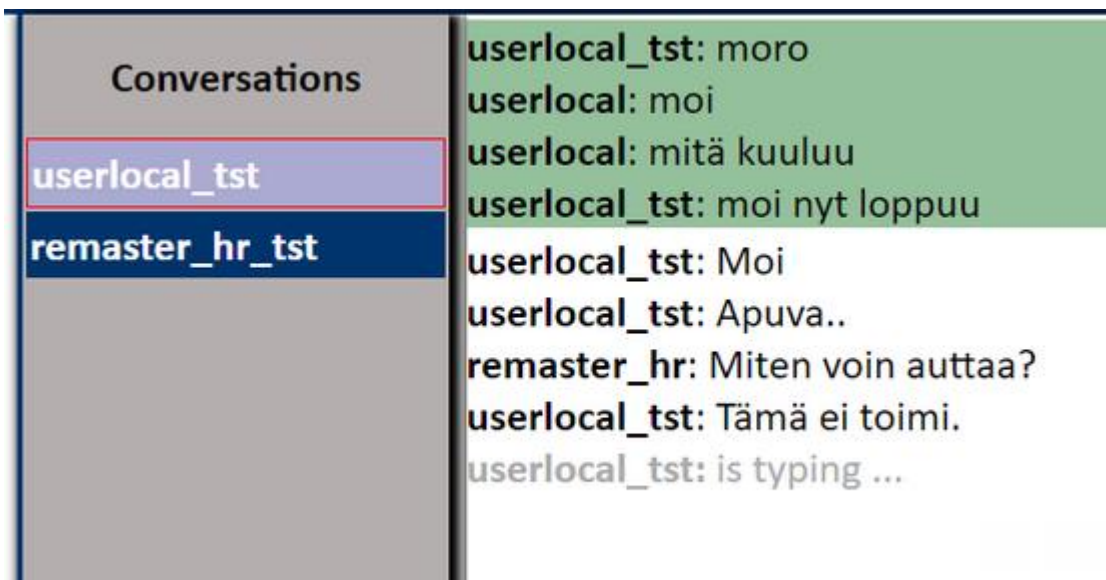 Conversations
userlocal_tst
remaster_hr_tst
userlocal_tst: moro
userlocal: moi
userlocal: mitä kuuluu
userlocal_tst: moi nyt loppuu
userlocal_tst: Moi
userlocal_tst: Apuva..
remaster_hr: Miten voin auttaa?
userlocal_tst: Tämä ei toimi.
userlocal_tst: is typing ...